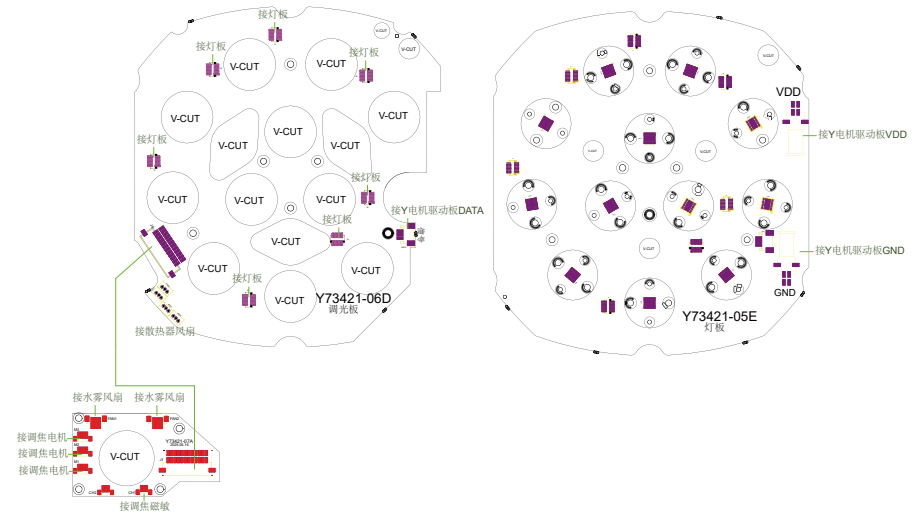 接灯板
接灯板
接灯板
V-CUT
V-CUT
V-CUT
V-CUT
V-CUT
V-CUT
接灯板
V-CUT
V-CUT
V-CUT
接灯板
接灯板
V-CUT
V-CUT
V-CUT
接Y电机驱动板DATA
接灯板
V-CUT
V-CUT
V-CUT
接灯板
V-CUT
Y73421-06D
调光板
接散热器风扇
VDD
接Y电机驱动板VDD
接Y电机驱动板GND
GND
Y73421-05E
灯板
接水雾风扇
接水雾风扇
接调焦电机
接调焦电机
接调焦电机
V-CUT
Y73421-07A
接调焦磁敏